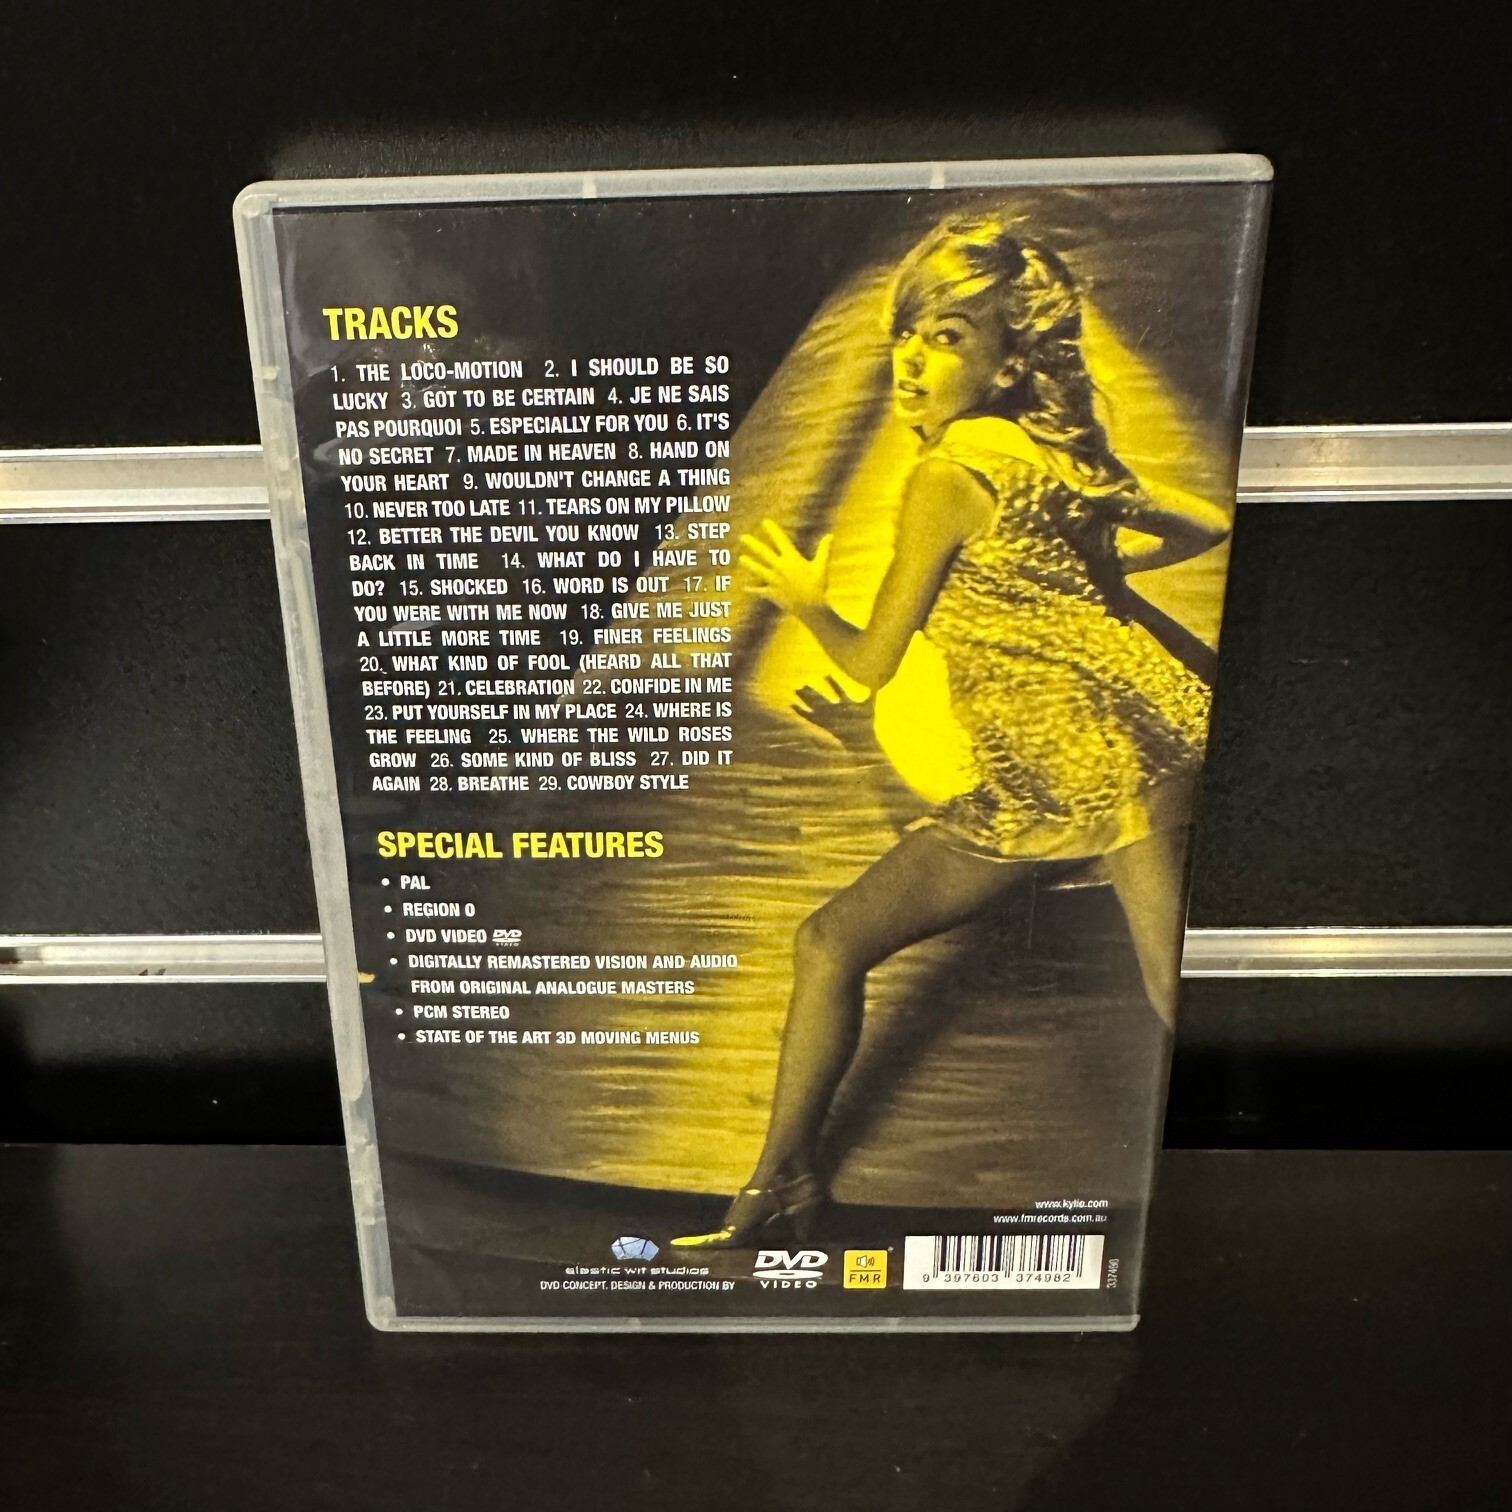 TRACKS
1. THE LOCO-MOTION 2. I SHOULD BE SO
LUCKY 3. GOT TO BE CERTAIN 4. JE NE SAIS
PAS POURQUOI 5. ESPECIALLY FOR YOU 6. IT'S
NO SECRET 7. MADE IN HEAVEN 8. HAND ON
YOUR HEART 9. WOULDN'T CHANGE A THING
10. NEVER TOO LATE 11. TEARS ON MY PILLOW
12. BETTER THE DEVIL YOU KNOW 13. STEP
BACK IN TIME 14. WHAT DO I HAVE TO
DO? 15. SHOCKED 16. WORD IS OUT 17. IF
YOU WERE WITH ME NOW 18. GIVE ME JUST
A LITTLE MORE TIME 19. FINER FEELINGS
20. WHAT KIND OF FOOL (HEARD ALL THAT
BEFORE) 21. CELEBRATION 22. CONFIDE IN ME
23. PUT YOURSELF IN MY PLACE 24. WHERE IS
THE FEELING 25. WHERE THE WILD ROSES
GROW 26. SOME KIND OF BLISS 27. DID IT
AGAIN 28. BREATHE 29. COWBOY STYLE
SPECIAL FEATURES
• PAL
• REGION 0
• DVD VIDEO DVD VIDEO
• DIGITALLY REMASTERED VISION AND AUDIO
FROM ORIGINAL ANALOGUE MASTERS
• PCM STEREO
• STATE OF THE ART 3D MOVING MENUS
www.kylie.com
www.fmrecords.com.au
elastic wit studios
DVD CONCEPT, DESIGN & PRODUCTION BY
DVD VIDEO
FMR
9 397603 374982
337498